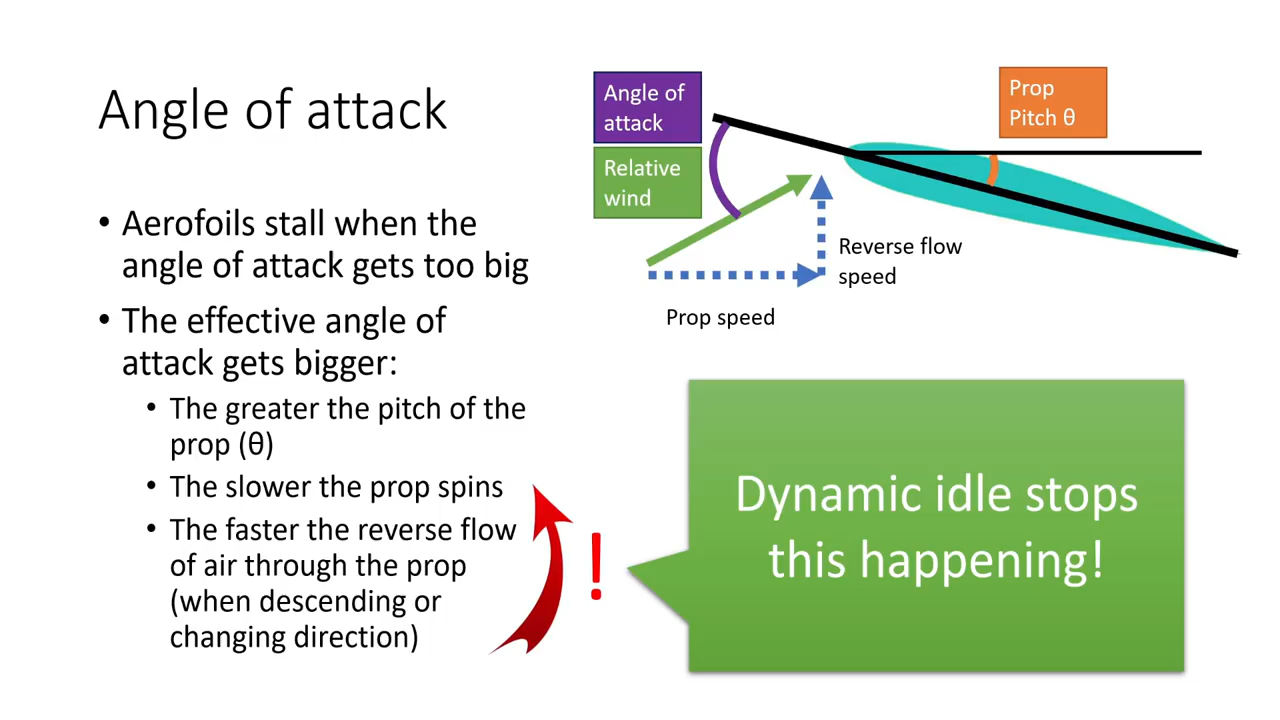 Angle of attack
• Aerofoils stall when the
angle of attack gets too big
• The effective angle of
attack gets bigger:
• The greater the pitch of the
prop (θ)
• The slower the prop spins
• The faster the reverse flow
of air through the prop
(when descending or
changing direction)
!
Angle of
attack
Relative
wind
Prop
Pitch θ
Reverse flow
speed
Prop speed
Dynamic idle stops
this happening!